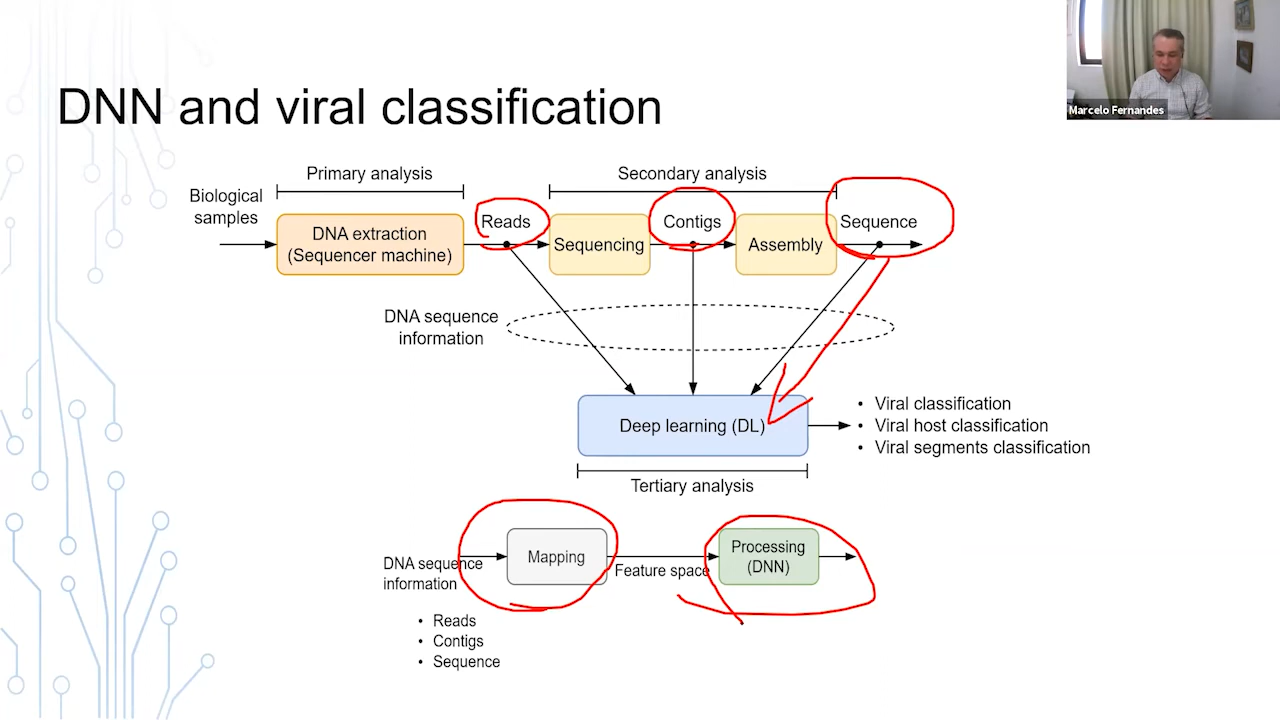 Marcelo Fernandes
DNN and viral classification
Primary analysis
Secondary analysis
Biological
samples
DNA extraction
(Sequencer machine)
Reads
Sequencing
Contigs
Assembly
Sequence
DNA sequence
information
Deep learning (DL)
• Viral classification
• Viral host classification
• Viral segments classification
Tertiary analysis
DNA sequence
information
Mapping
Feature space
Processing
(DNN)
• Reads
• Contigs
• Sequence